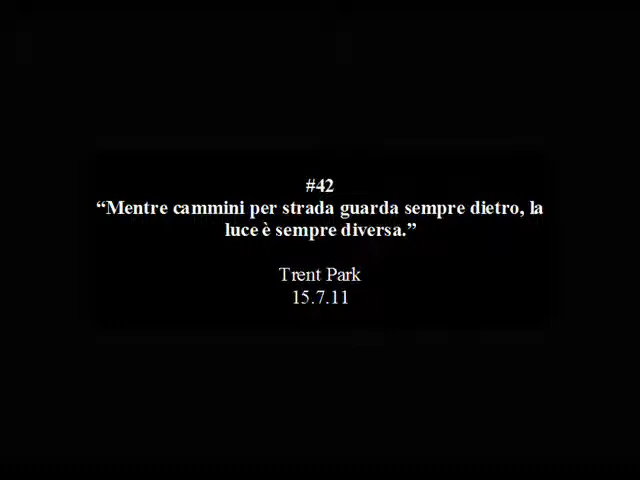 #42
“Mentre cammini per strada guarda sempre dietro, la
luce è sempre diversa.”
Trent Park
15.7.11